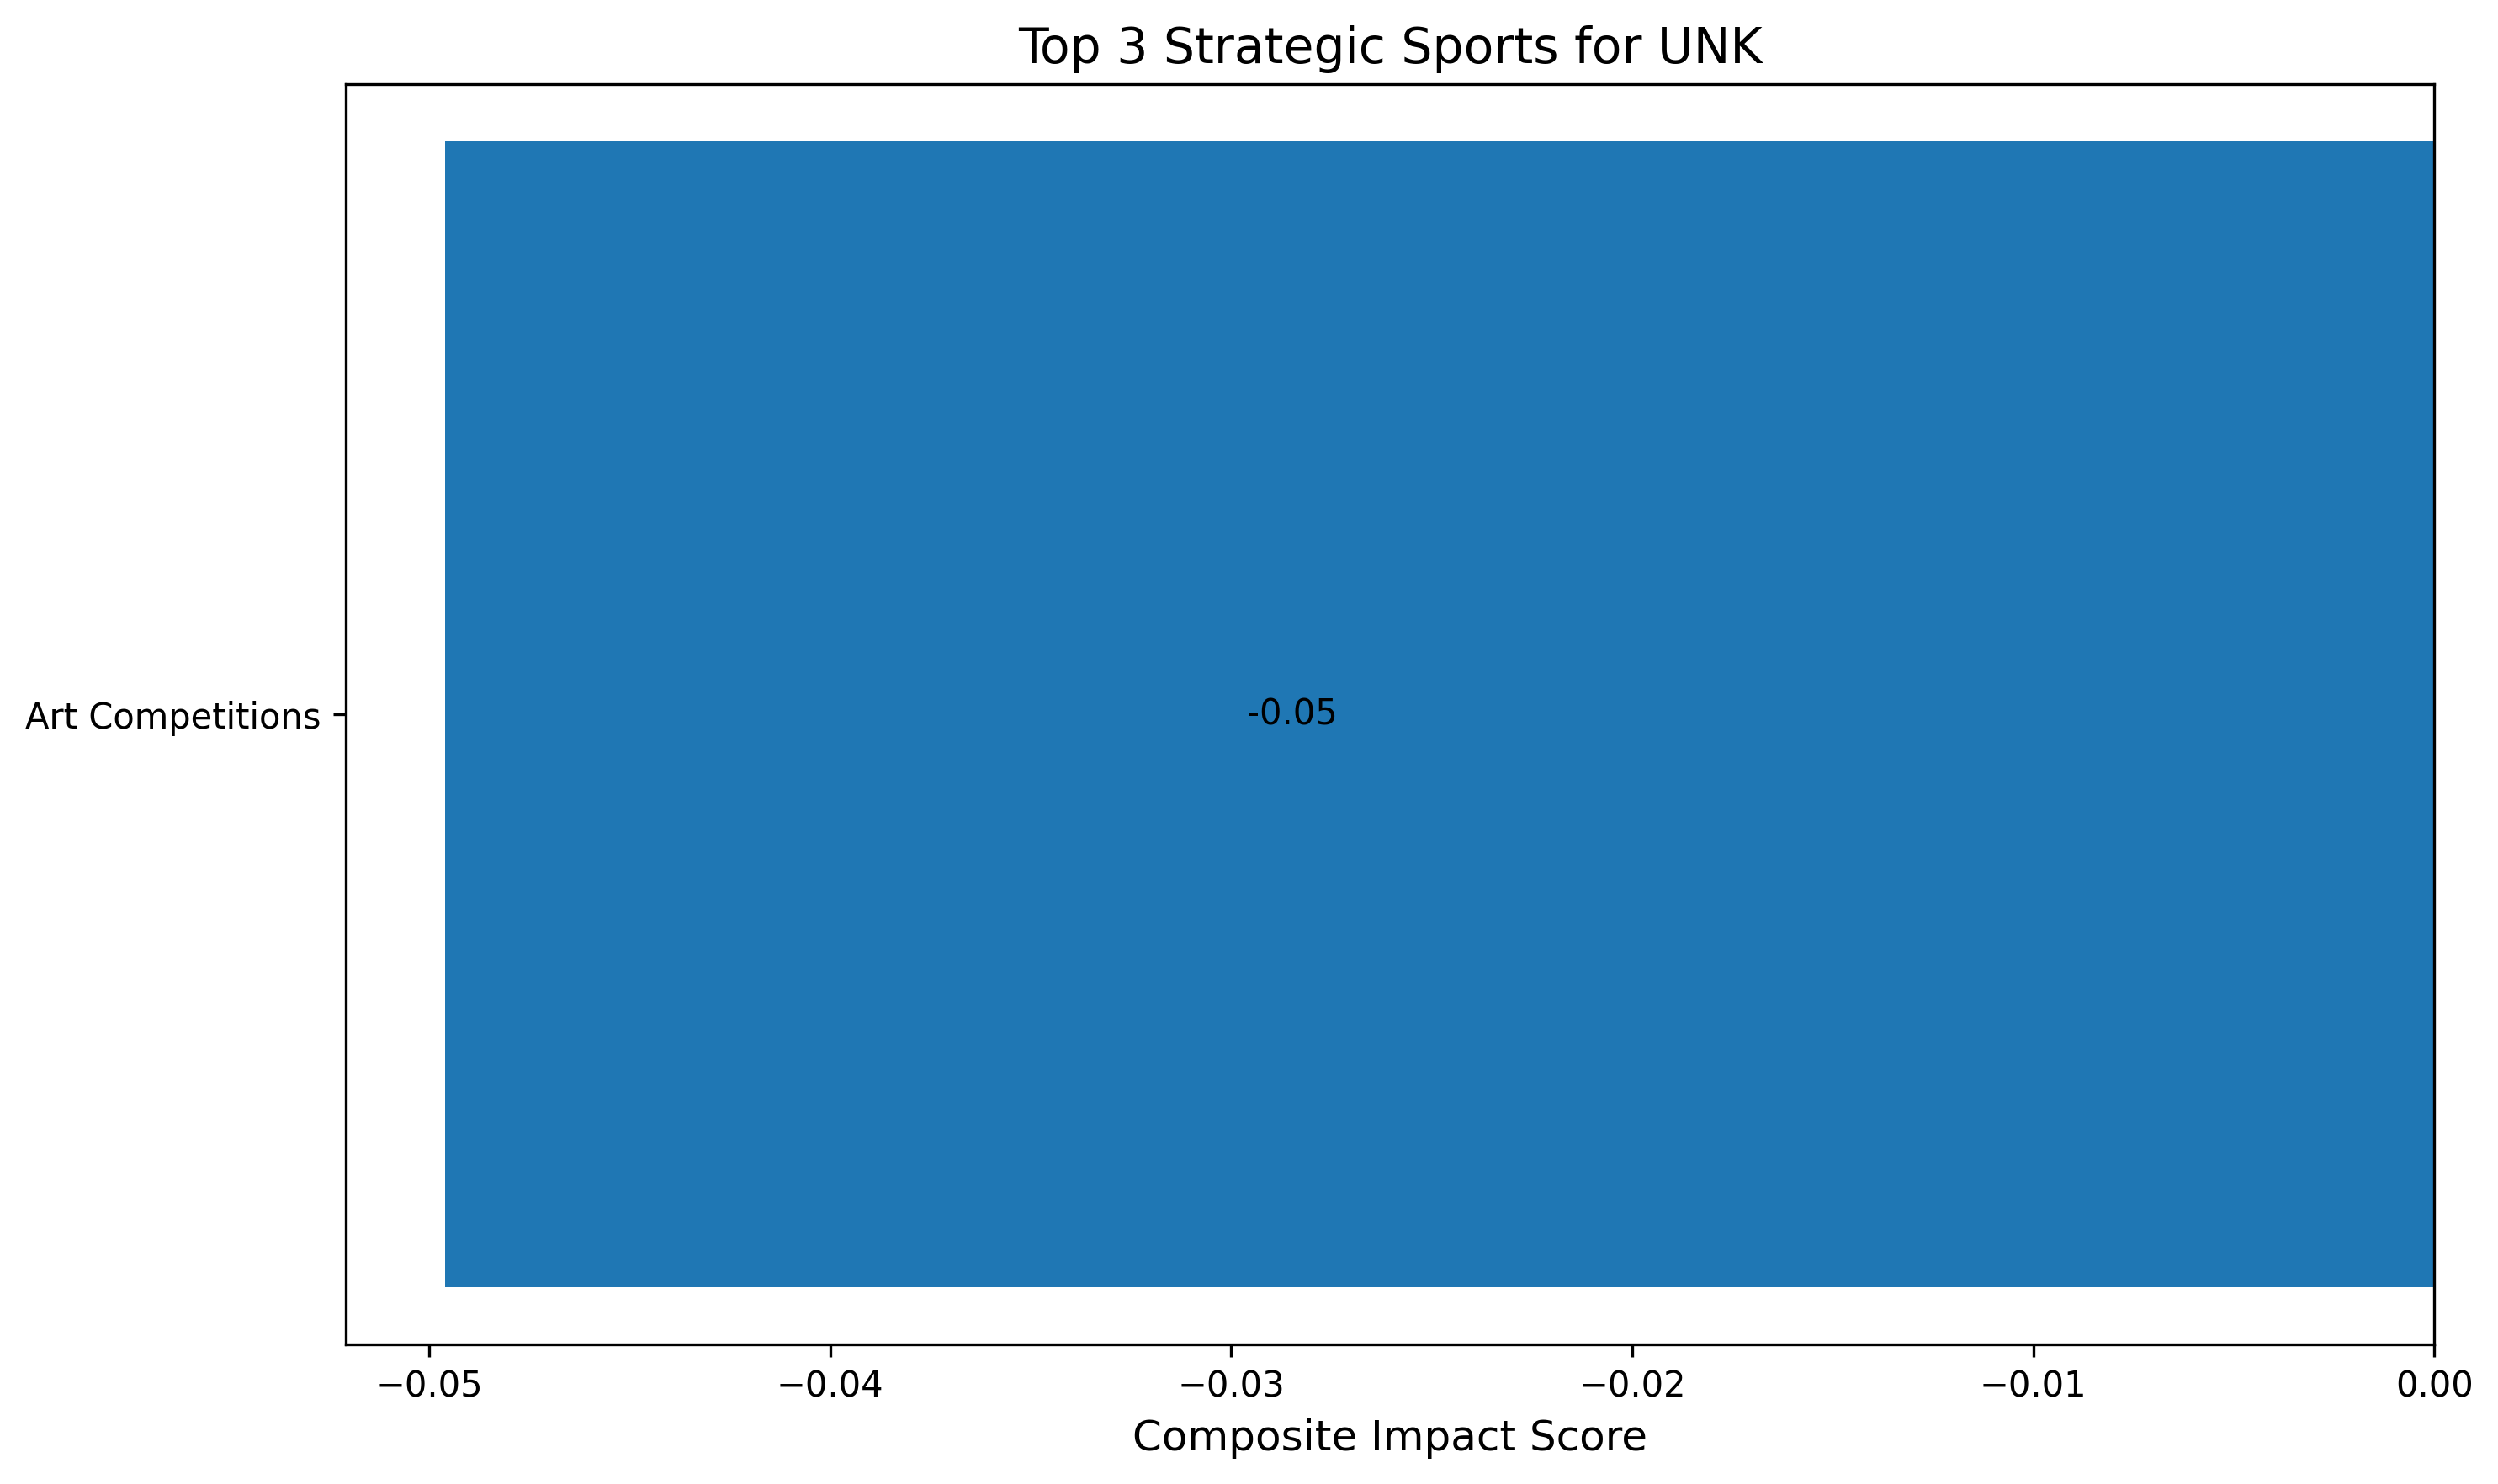 Top 3 Strategic Sports for UNK
Art Competitions
-0.05
−0.05 −0.04 −0.03 −0.02 −0.01 0.00
Composite Impact Score